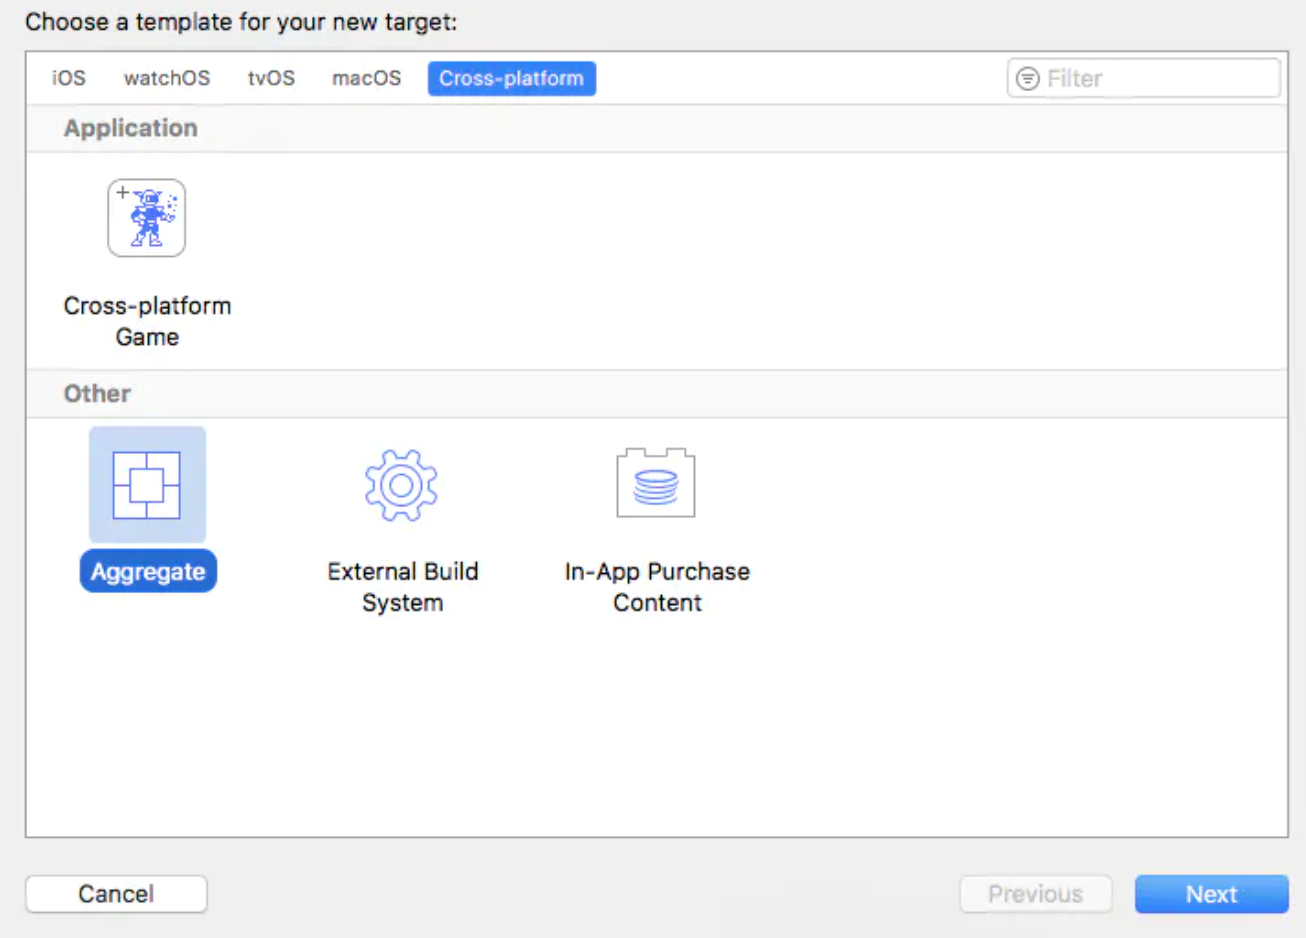 Choose a template for your new target:
iOS watchOS tvOS macOS Cross-platform Filter
Application
Cross-platform
Game
Other
Aggregate
External Build
System
In-App Purchase
Content
Cancel Previous Next